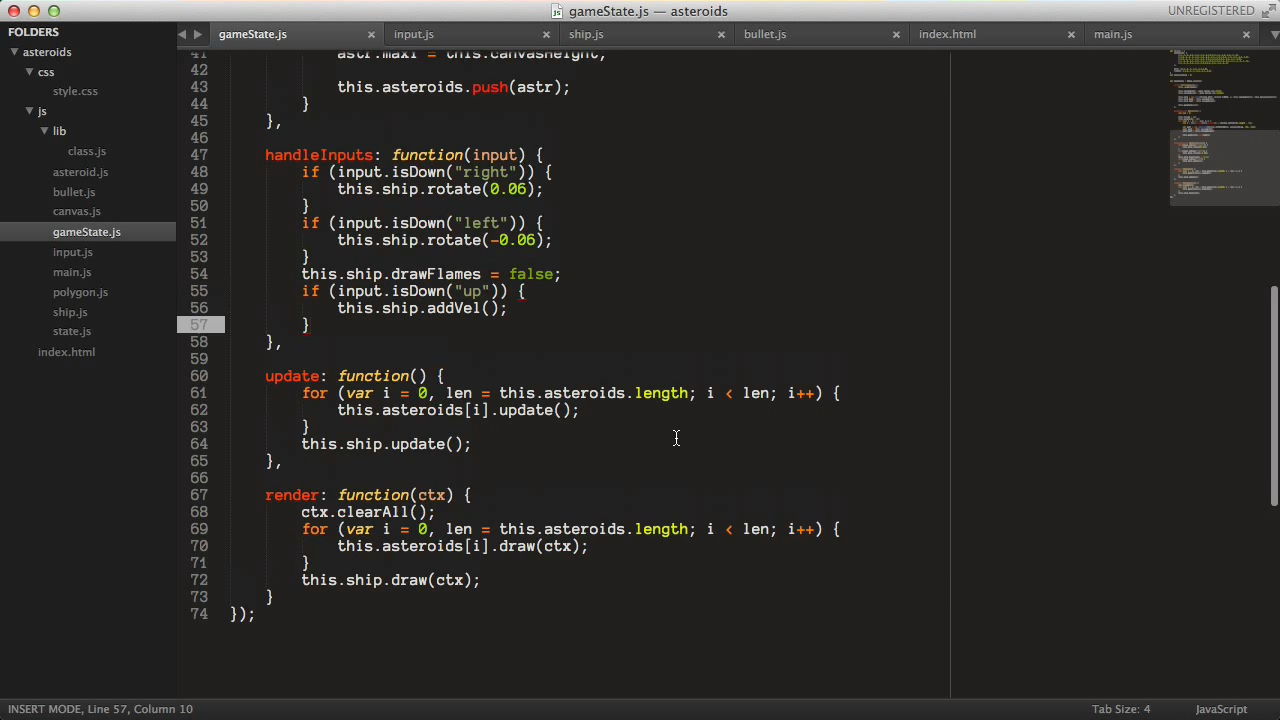 gameState.js — asteroids
UNREGISTERED
FOLDERS
asteroids
css
style.css
js
lib
class.js
asteroid.js
bullet.js
canvas.js
gameState.js
input.js
main.js
polygon.js
ship.js
state.js
index.html
gameState.js × input.js × ship.js × bullet.js × index.html × main.js ×
41 astr.maxY = this.canvasHeight;
42
43 this.asteroids.push(astr);
44 }
45 },
46
47 handleInputs: function(input) {
48 if (input.isDown("right")) {
49 this.ship.rotate(0.06);
50 }
51 if (input.isDown("left")) {
52 this.ship.rotate(-0.06);
53 }
54 this.ship.drawFlames = false;
55 if (input.isDown("up")) {
56 this.ship.addVel();
57 }
58 },
59
60 update: function() {
61 for (var i = 0, len = this.asteroids.length; i < len; i++) {
62 this.asteroids[i].update();
63 }
64 this.ship.update();
65 },
66
67 render: function(ctx) {
68 ctx.clearAll();
69 for (var i = 0, len = this.asteroids.length; i < len; i++) {
70 this.asteroids[i].draw(ctx);
71 }
72 this.ship.draw(ctx);
73 }
74 });
INSERT MODE, Line 57, Column 10
Tab Size: 4
JavaScript